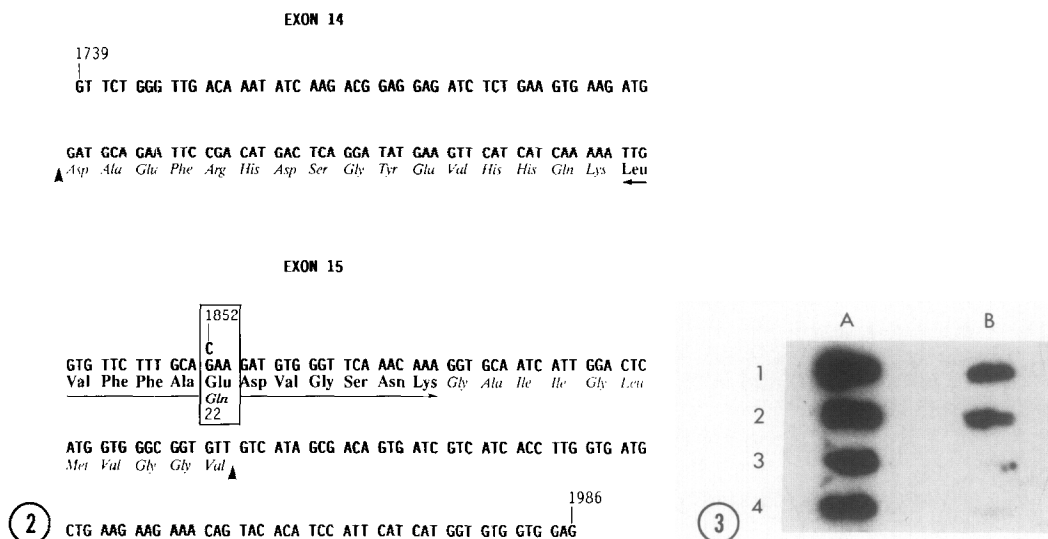 EXON 14
1739
GT TCT GGG TTG ACA AAT ATC AAG ACG GAG GAG ATC TCT GAA GTG AAG ATG
GAT GCA GAA TTC CGA CAT GAC TCA GGA TAT GAA GTT CAT CAT CAA AAA TTG
Asp Ala Glu Phe Arg His Asp Ser Gly Tyr Glu Val His His Gln Lys Leu
EXON 15
1852
C
GTG TTC TTT GCA GAA GAT GTG GGT TCA AAC AAA GGT GCA ATC ATT GGA CTC
Val Phe Phe Ala Glu Asp Val Gly Ser Asn Lys Gly Ala Ile Ile Gly Leu
Gln
22
ATG GTG GGC GGT GTT GTC ATA GCG ACA GTG ATC GTC ATC ACC TTG GTG ATG
Met Val Gly Gly Val
1986
2 CTG AAG AAG AAA CAG TAC ACA TCC ATT CAT CAT GGT GTG GTG GAG
A B
1
2
3
4
3